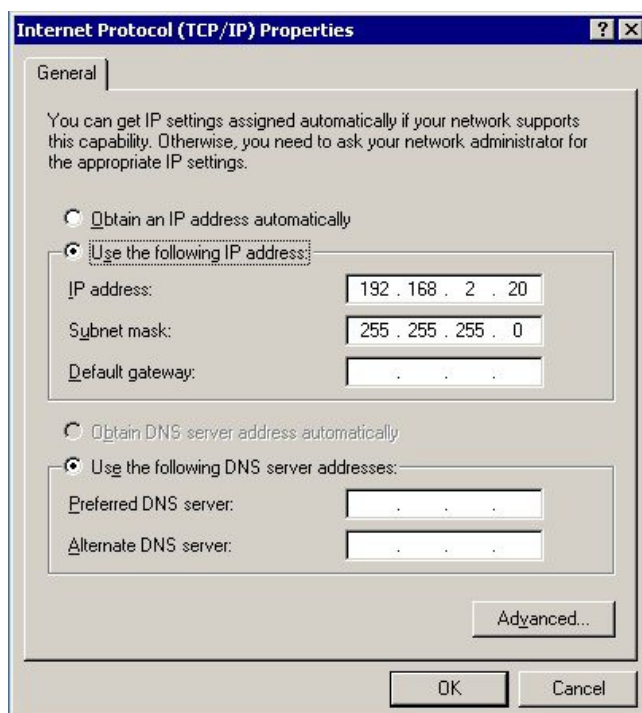 Internet Protocol (TCP/IP) Properties
General
You can get IP settings assigned automatically if your network supports
this capability. Otherwise, you need to ask your network administrator for
the appropriate IP settings.
Obtain an IP address automatically
Use the following IP address:
IP address: 192 . 168 . 2 . 20
Subnet mask: 255 . 255 . 255 . 0
Default gateway: . . .
Obtain DNS server address automatically
Use the following DNS server addresses:
Preferred DNS server: . . .
Alternate DNS server: . . .
Advanced...
OK Cancel